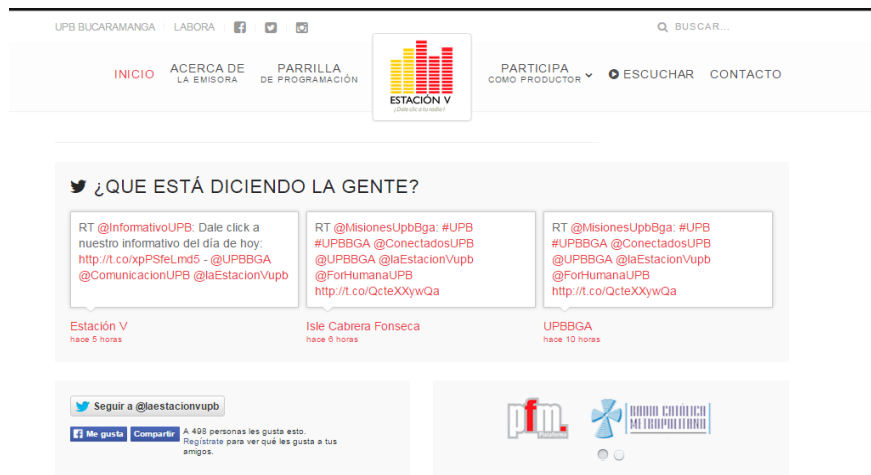 UPB BUCARAMANGA LABORA
BUSCAR...
INICIO
ACERCA DE
LA EMISORA
PARRILLA
DE PROGRAMACIÓN
ESTACIÓN V
¡Dale clic a tu radio!
PARTICIPA
COMO PRODUCTOR
ESCUCHAR
CONTACTO
¿QUE ESTÁ DICIENDO LA GENTE?
RT @InformativoUPB: Dale click a
nuestro informativo del día de hoy:
http://t.co/xpPSfeLmd5 - @UPBBGA
@ComunicacionUPB @laEstacionVupb
Estación V
hace 5 horas
RT @MisionesUpbBga: #UPB
#UPBBGA @ConectadosUPB
@UPBBGA @laEstacionVupb
@ForHumanaUPB
http://t.co/QcteXXywQa
Isle Cabrera Fonseca
hace 6 horas
RT @MisionesUpbBga: #UPB
#UPBBGA @ConectadosUPB
@UPBBGA @laEstacionVupb
@ForHumanaUPB
http://t.co/QcteXXywQa
UPBBGA
hace 10 horas
Seguir a @laestacionvupb
Me gusta Compartir
A 498 personas les gusta esto.
Regístrate para ver qué les gusta a tus
amigos.
pfm.
Plataforma
RADIO CATÓLICA
METROPOLITANA